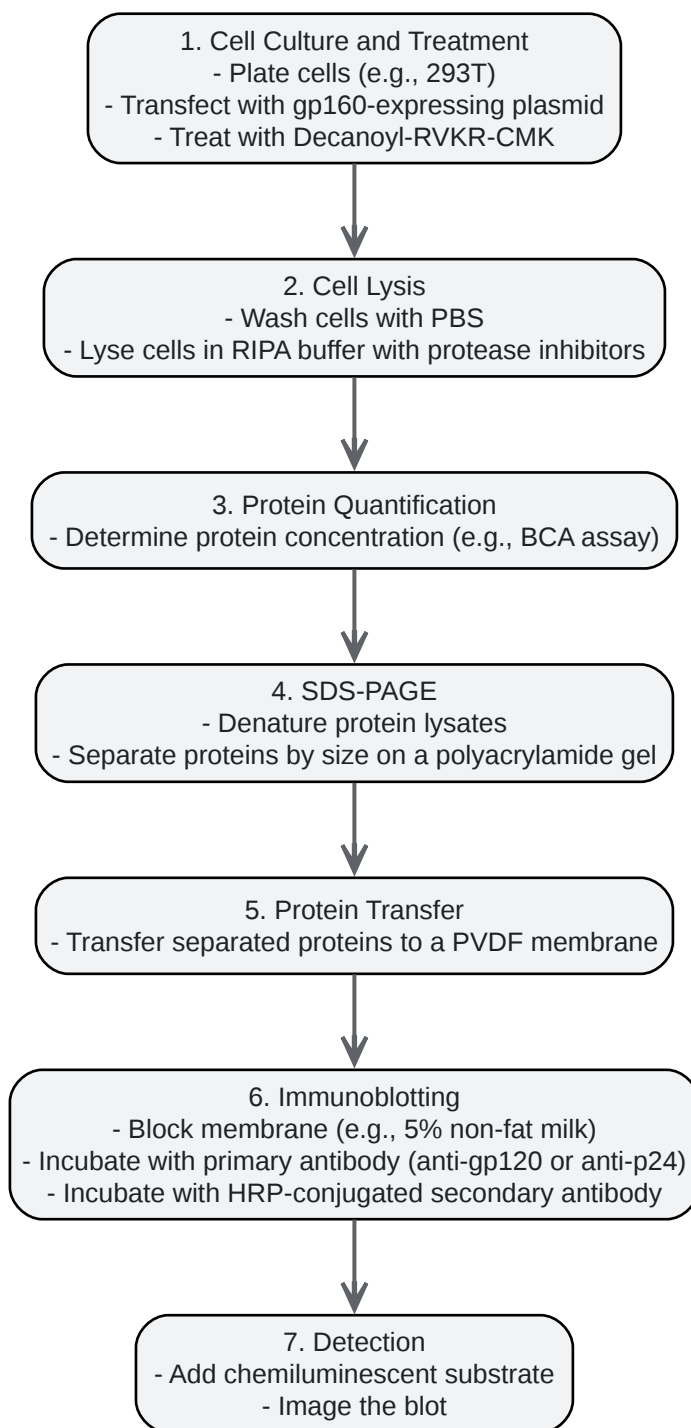 1. Cell Culture and Treatment
- Plate cells (e.g., 293T)
- Transfect with gp160-expressing plasmid
- Treat with Decanoyl-RVKR-CMK
2. Cell Lysis
- Wash cells with PBS
- Lyse cells in RIPA buffer with protease inhibitors
3. Protein Quantification
- Determine protein concentration (e.g., BCA assay)
4. SDS-PAGE
- Denature protein lysates
- Separate proteins by size on a polyacrylamide gel
5. Protein Transfer
- Transfer separated proteins to a PVDF membrane
6. Immunoblotting
- Block membrane (e.g., 5% non-fat milk)
- Incubate with primary antibody (anti-gp120 or anti-p24)
- Incubate with HRP-conjugated secondary antibody
7. Detection
- Add chemiluminescent substrate
- Image the blot